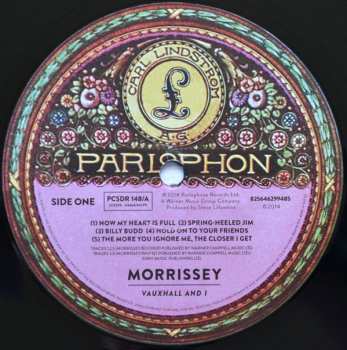 CARL LINDSTRÖM
£
A.G.
PARLOPHON
SIDE ONE
PCSDR 148/A
℗ 2014 Parlophone Records Ltd,
a Warner Music Group Company
Produced by Steve Lillywhite
825646299485
© 2014
(1) NOW MY HEART IS FULL (2) SPRING-HEELED JIM
(3) BILLY BUDD (4) HOLD ON TO YOUR FRIENDS
(5) THE MORE YOU IGNORE ME, THE CLOSER I GET
MORRISSEY
VAUXHALL AND I